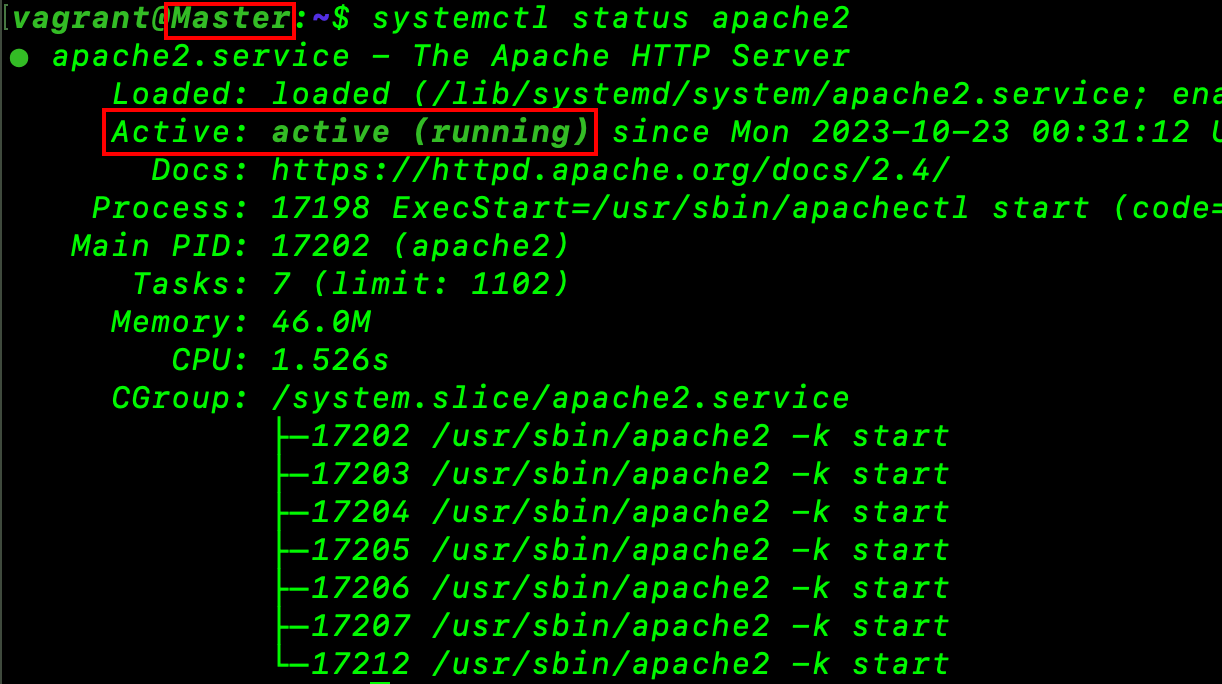 [vagrant@Master:~$ systemctl status apache2
● apache2.service - The Apache HTTP Server
Loaded: loaded (/lib/systemd/system/apache2.service; ena
Active: active (running) since Mon 2023-10-23 00:31:12 U
Docs: https://httpd.apache.org/docs/2.4/
Process: 17198 ExecStart=/usr/sbin/apachectl start (code=
Main PID: 17202 (apache2)
Tasks: 7 (limit: 1102)
Memory: 46.0M
CPU: 1.526s
CGroup: /system.slice/apache2.service
├─17202 /usr/sbin/apache2 -k start
├─17203 /usr/sbin/apache2 -k start
├─17204 /usr/sbin/apache2 -k start
├─17205 /usr/sbin/apache2 -k start
├─17206 /usr/sbin/apache2 -k start
├─17207 /usr/sbin/apache2 -k start
└─17212 /usr/sbin/apache2 -k start